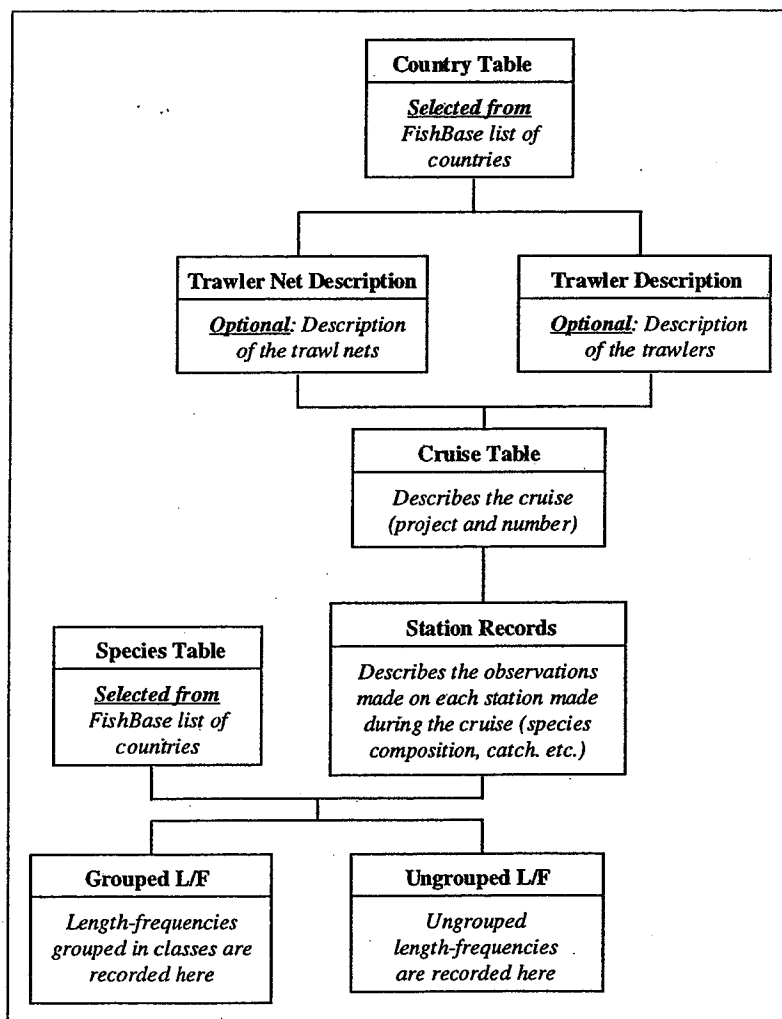 Country Table
Selected from
FishBase list of
countries
Trawler Net Description
Optional: Description
of the trawl nets
Trawler Description
Optional: Description
of the trawlers
Cruise Table
Describes the cruise
(project and number)
Station Records
Describes the observations
made on each station made
during the cruise (species
composition, catch. etc.)
Species Table
Selected from
FishBase list of
countries
Grouped L/F
Length-frequencies
grouped in classes are
recorded here
Ungrouped L/F
Ungrouped
length-frequencies
are recorded here